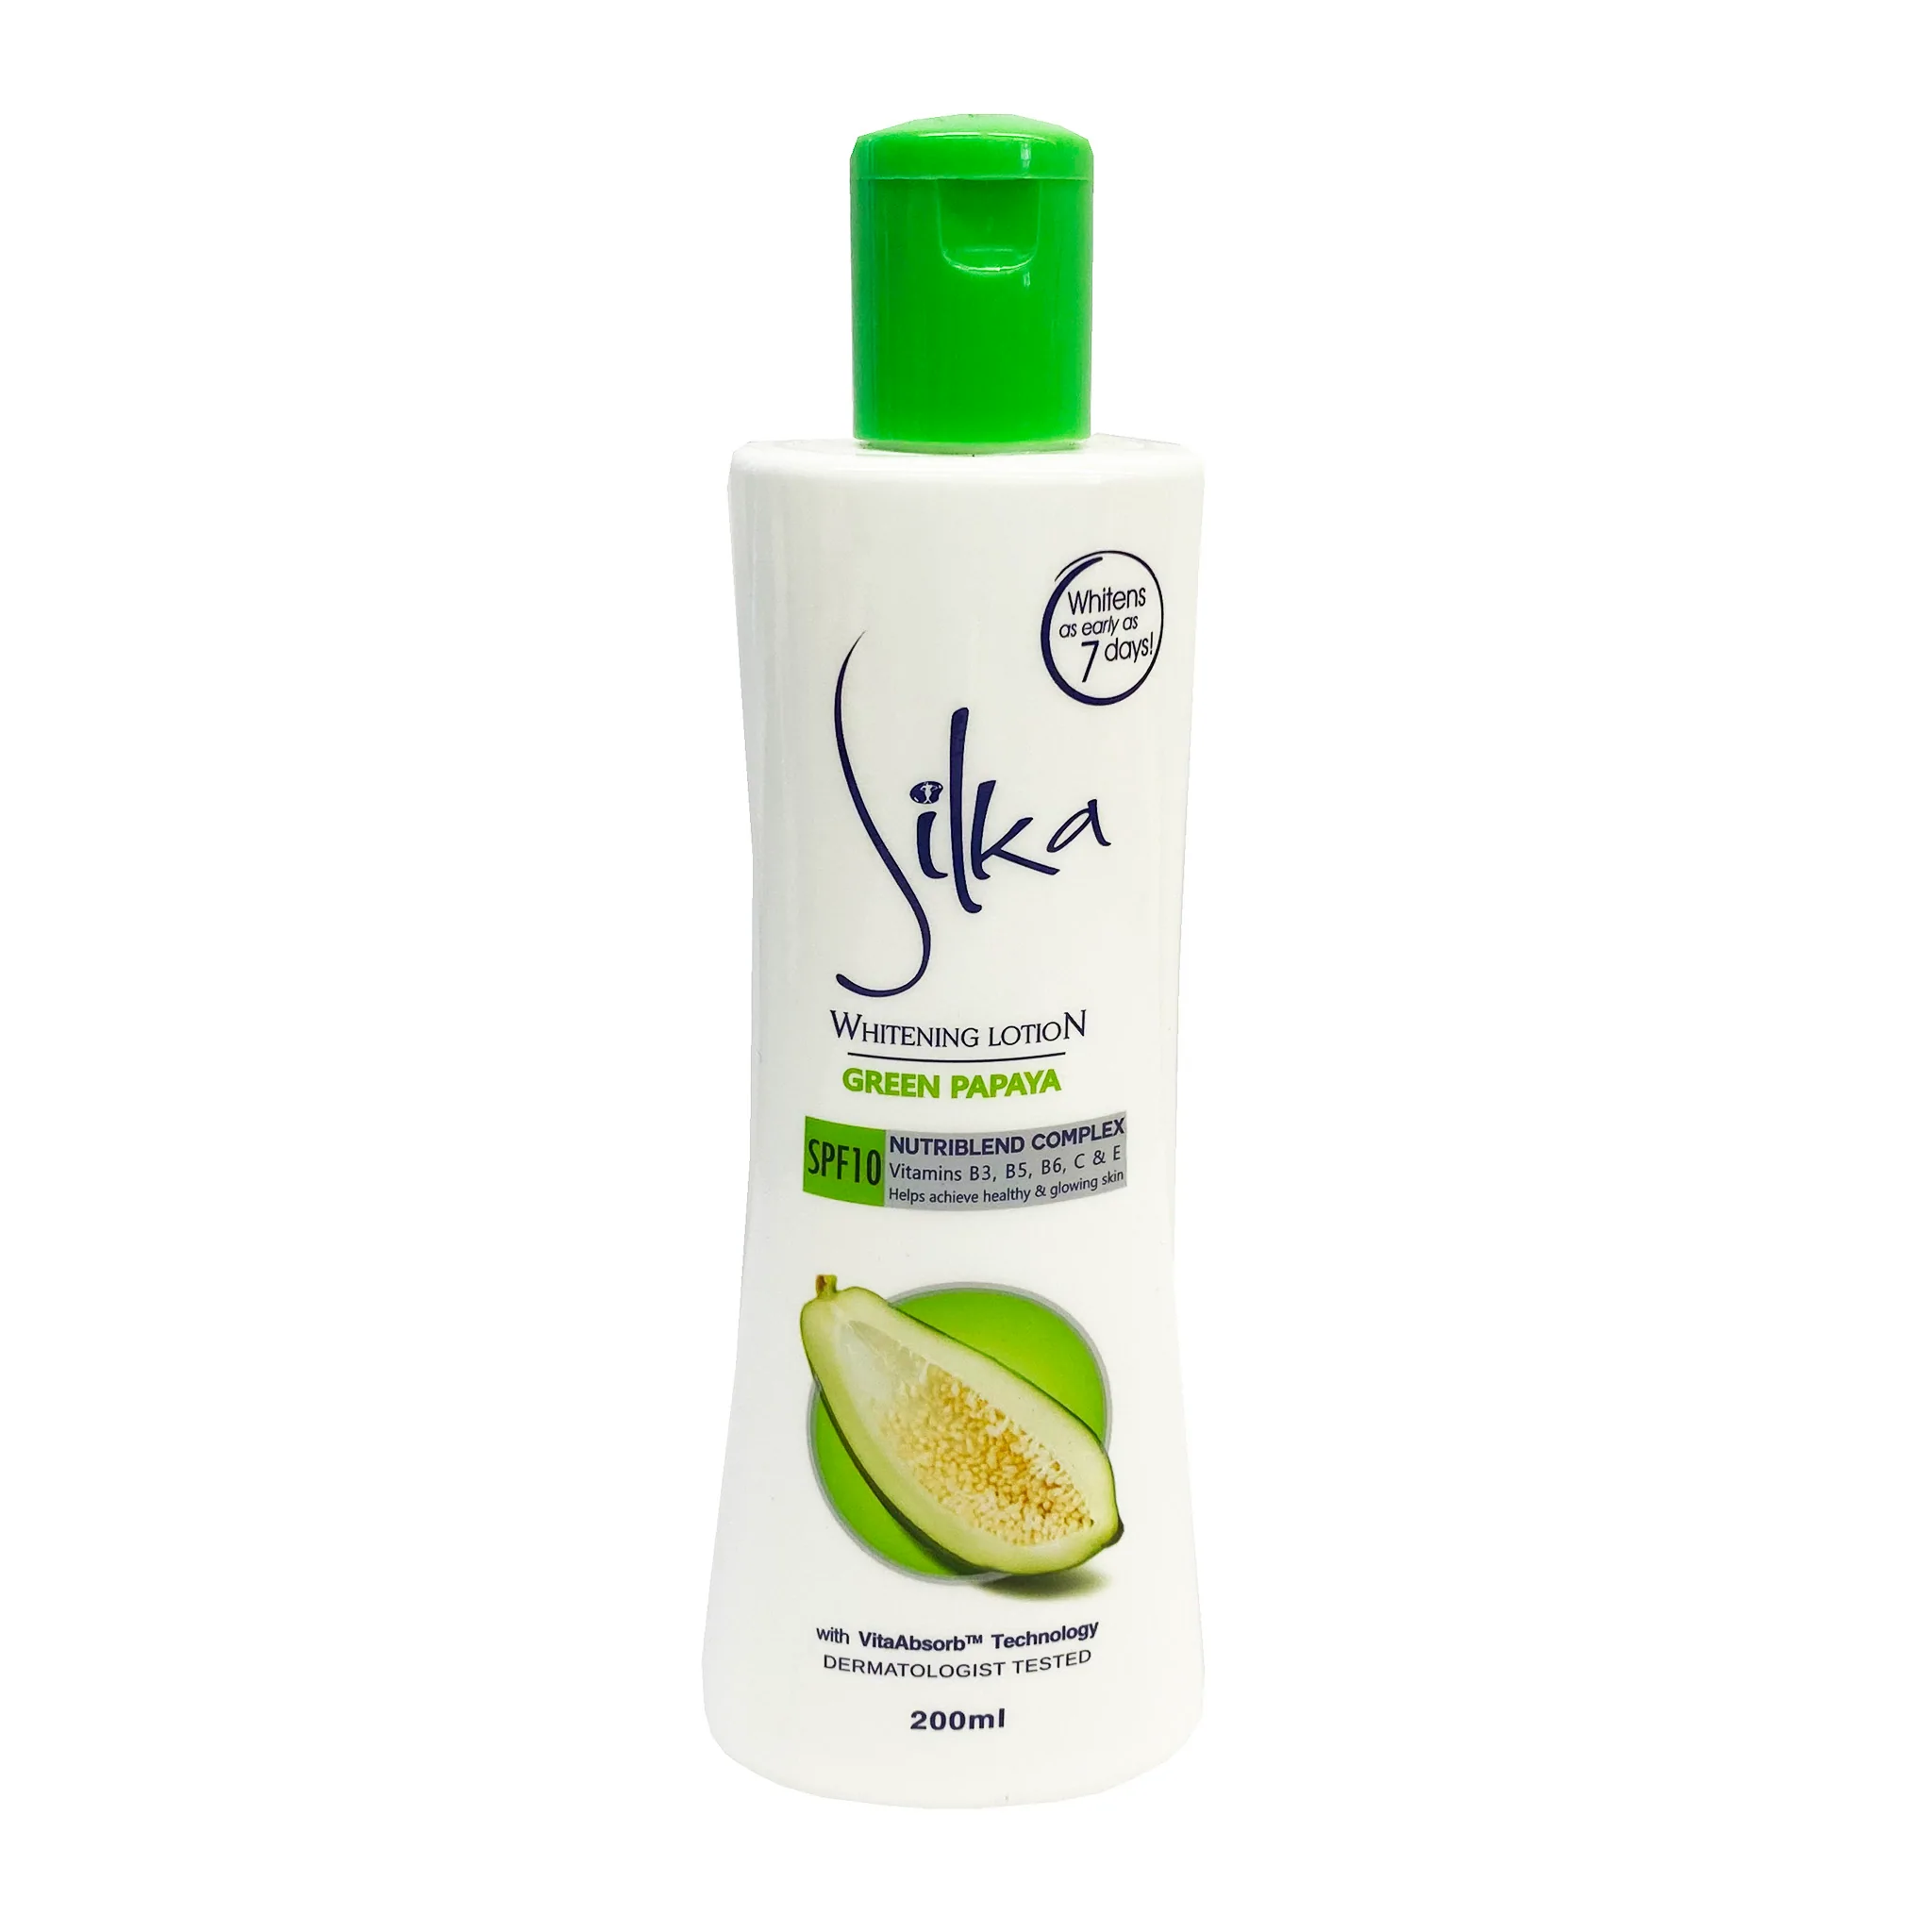 Whitens
as early as
7 days!
Silka
WHITENING LOTION
GREEN PAPAYA
SPF10
NUTRIBLEND COMPLEX
Vitamins B3, B5, B6, C & E
Helps achieve healthy & glowing skin
with VitaAbsorb™ Technology
DERMATOLOGIST TESTED
200ml